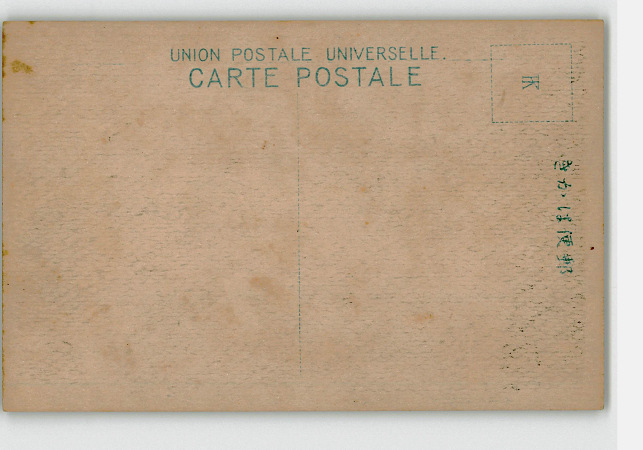 UNION POSTALE UNIVERSELLE.
CARTE POSTALE
きかは便郵